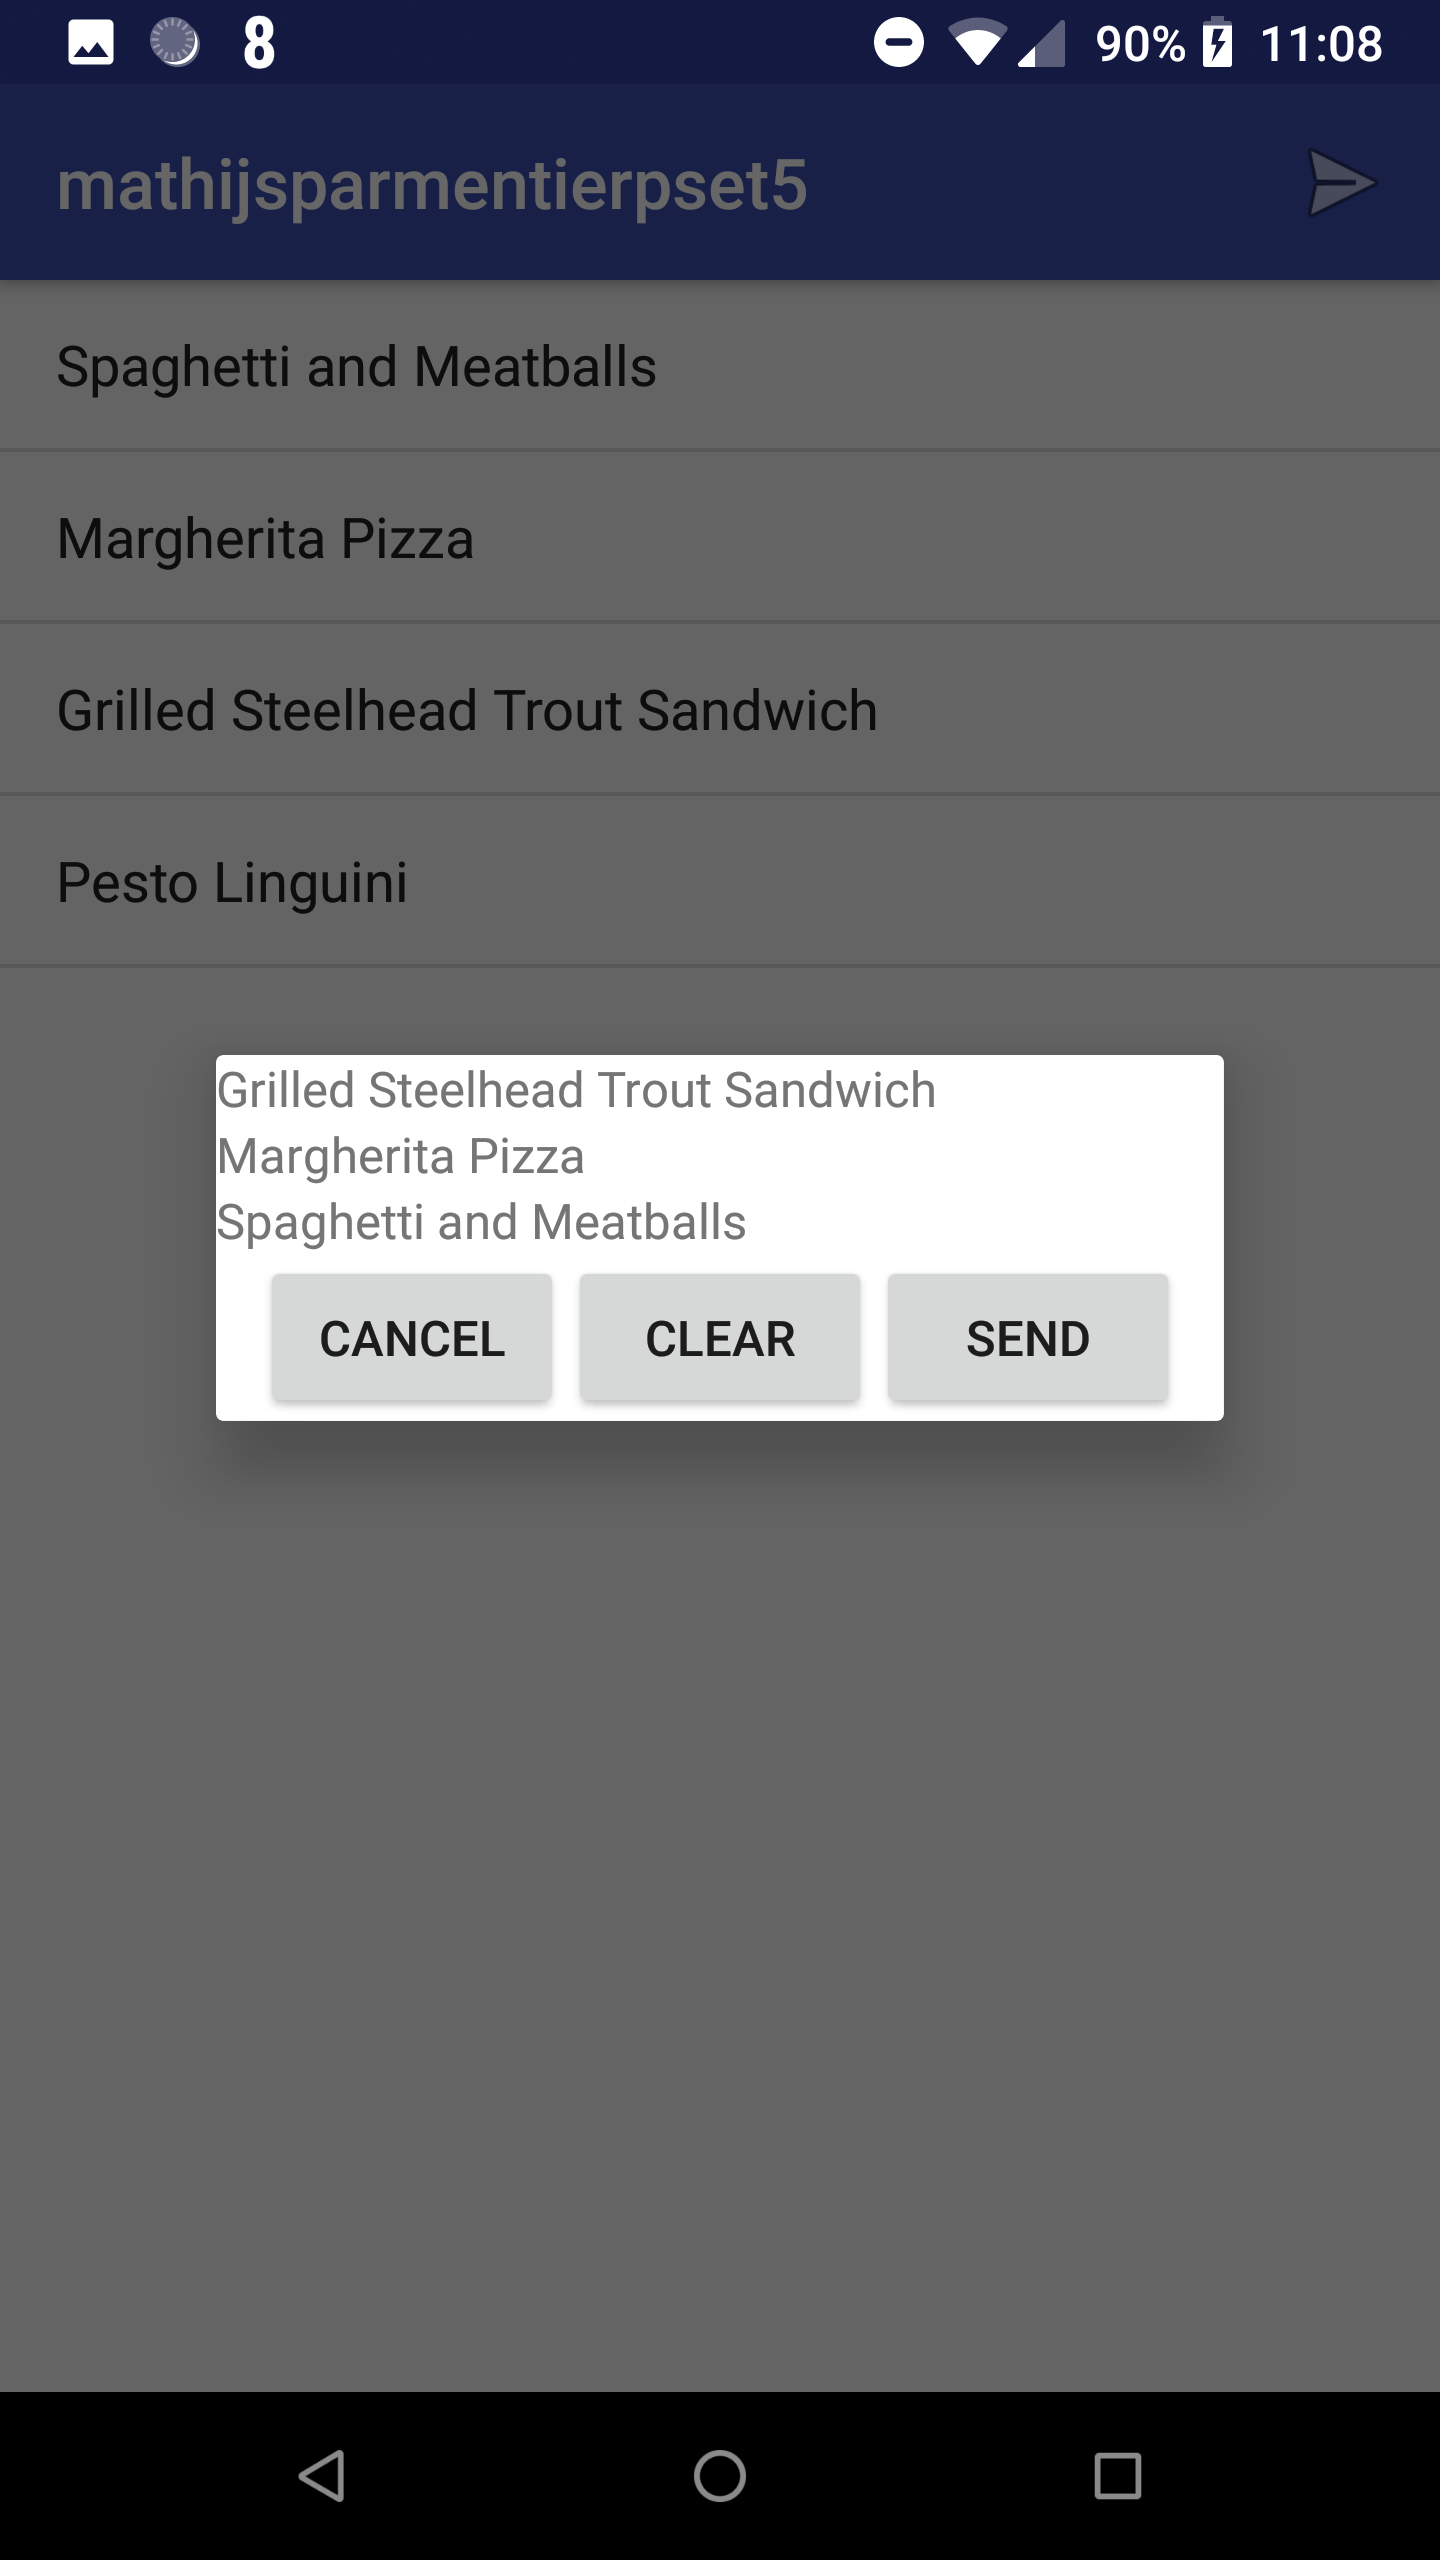 8 90% 11:08
mathijsparmentierpset5
Spaghetti and Meatballs
Margherita Pizza
Grilled Steelhead Trout Sandwich
Pesto Linguini
Grilled Steelhead Trout Sandwich
Margherita Pizza
Spaghetti and Meatballs
CANCEL CLEAR SEND